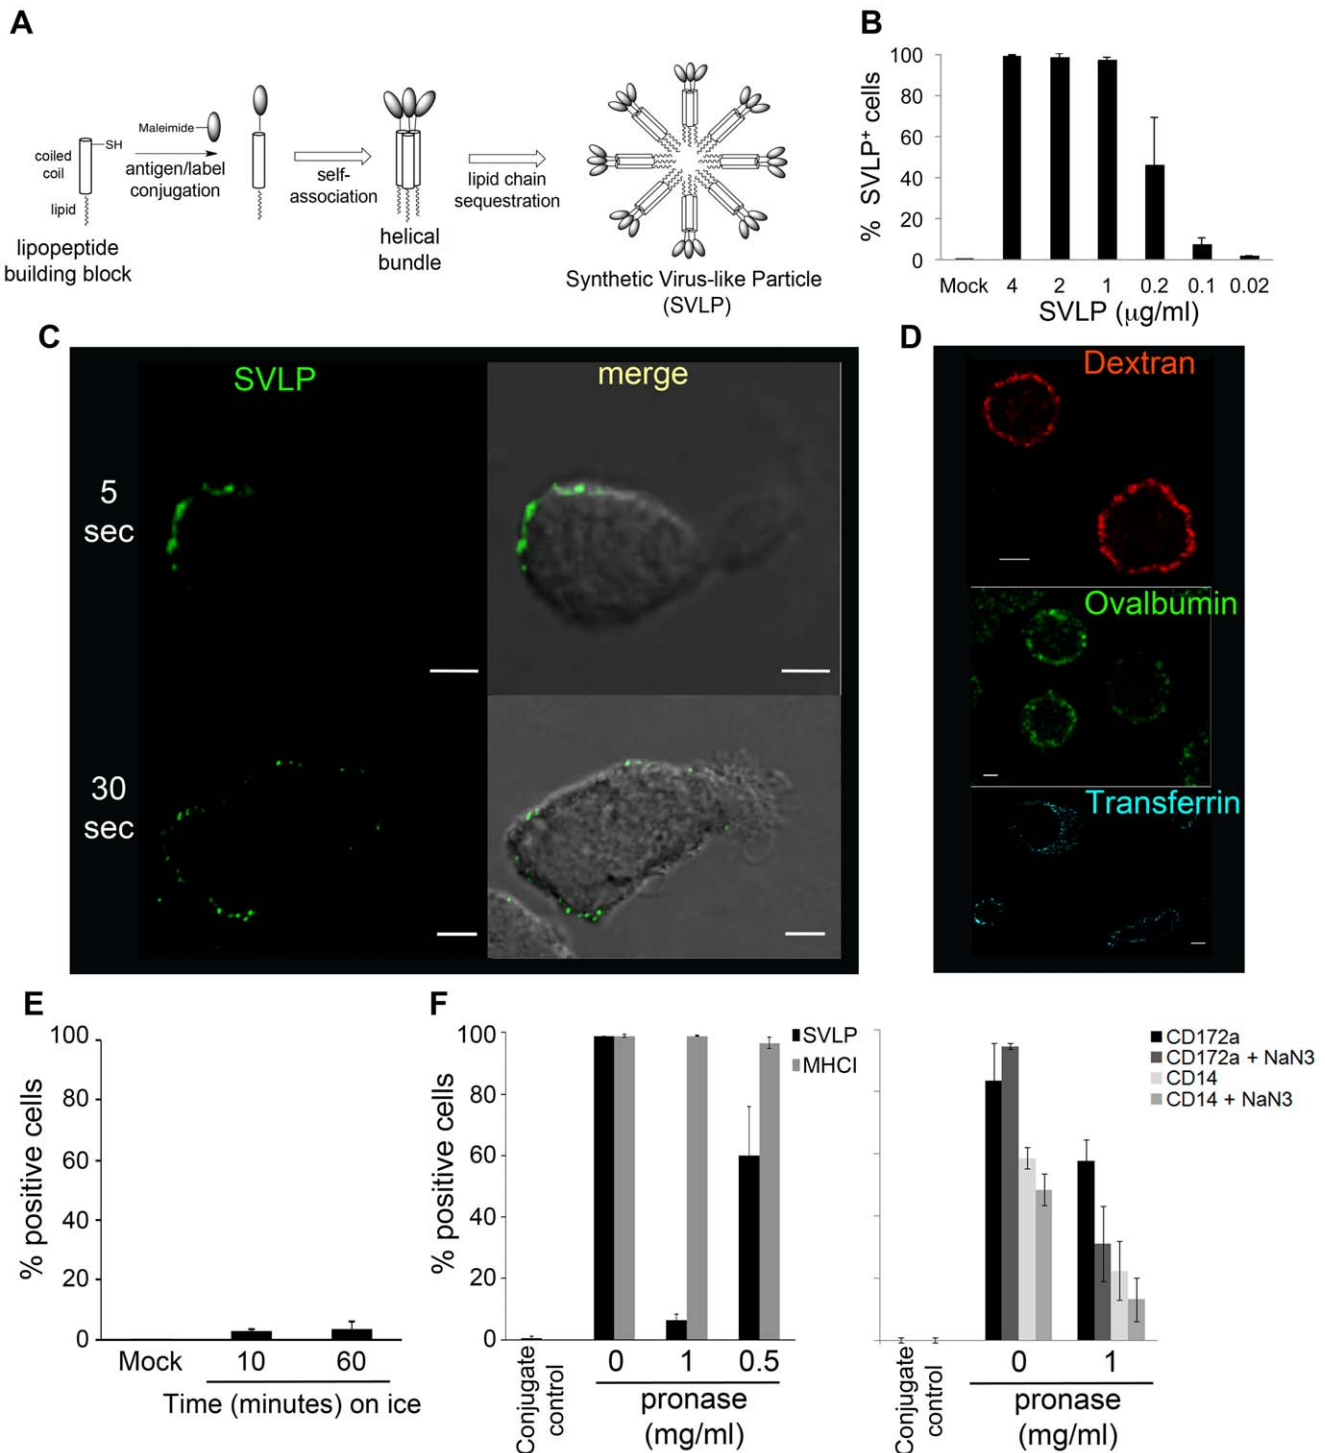 A
Maleimide
SH
coiled
coil
antigen/label
conjugation
lipid
lipopeptide
building block
self-
association
helical
bundle
lipid chain
sequestration
Synthetic Virus-like Particle
(SVLP)
B
% SVLP⁺ cells
100
80
60
40
20
0
Mock 4 2 1 0.2 0.1 0.02
SVLP (μg/ml)
C
SVLP merge
5
sec
30
sec
D
Dextran
Ovalbumin
Transferrin
E
% positive cells
100
80
60
40
20
0
Mock 10 60
Time (minutes) on ice
F
% positive cells
100
80
60
40
20
0
SVLP
MHCI
Conjugate
control
0 1 0.5
pronase
(mg/ml)
CD172a
CD172a + NaN3
CD14
CD14 + NaN3
Conjugate
control
0 1
pronase
(mg/ml)